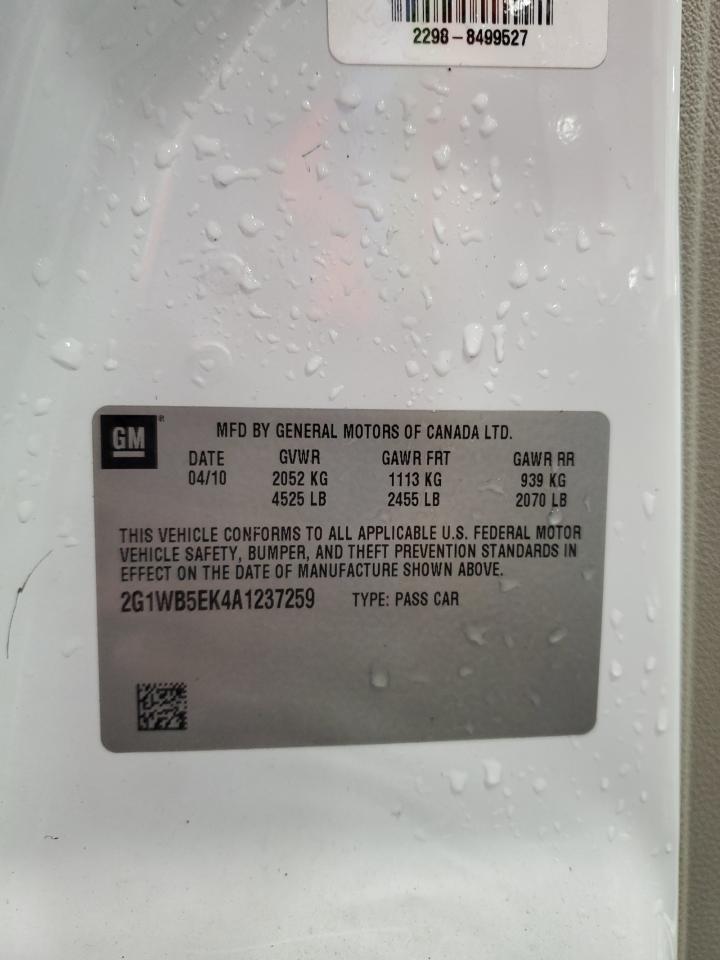 2298-8499527
GM
MFD BY GENERAL MOTORS OF CANADA LTD.
DATE GVWR GAWR FRT GAWR RR
04/10 2052 KG 1113 KG 939 KG
4525 LB 2455 LB 2070 LB
THIS VEHICLE CONFORMS TO ALL APPLICABLE U.S. FEDERAL MOTOR
VEHICLE SAFETY, BUMPER, AND THEFT PREVENTION STANDARDS IN
EFFECT ON THE DATE OF MANUFACTURE SHOWN ABOVE.
2G1WB5EK4A1237259 TYPE: PASS CAR